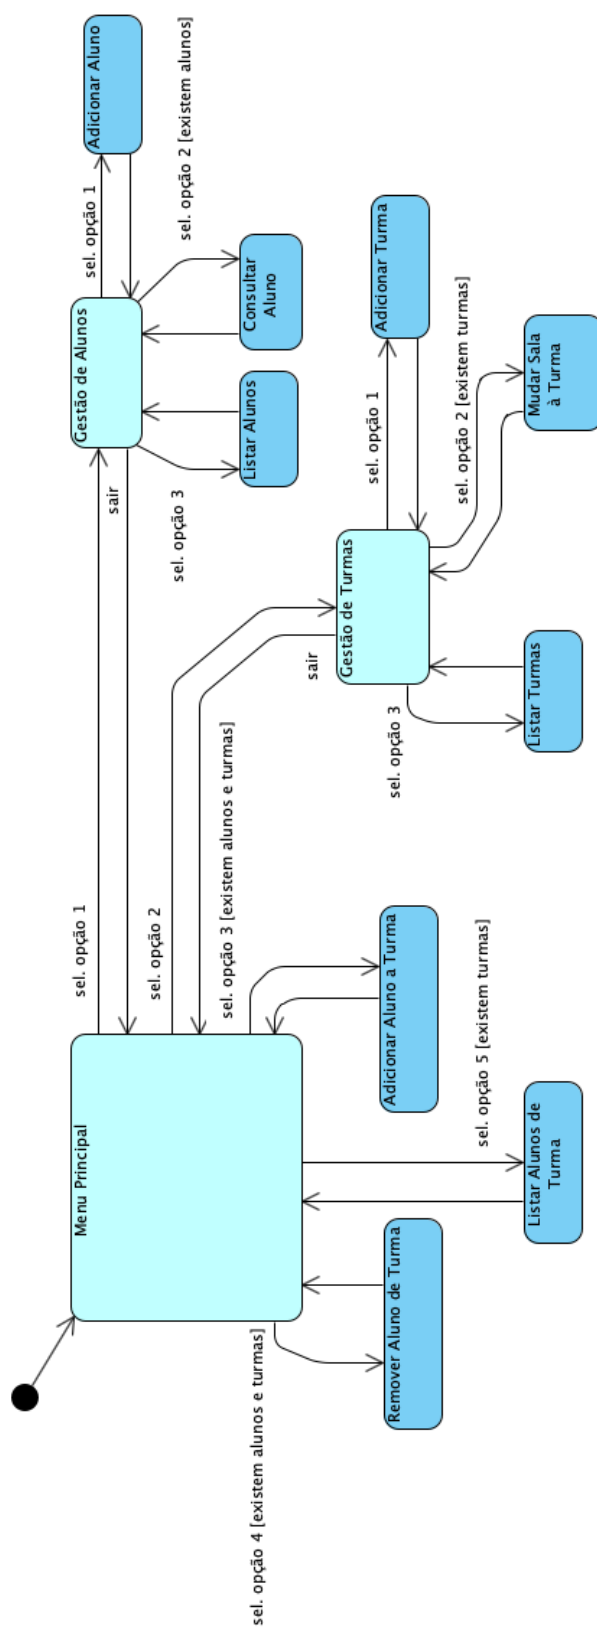 Adicionar Aluno
sel. opção 1
sel. opção 2 [existem alunos]
Gestão de Alunos
Consultar
Aluno
Listar Alunos
sair
sel. opção 3
Adicionar Turma
sel. opção 1
sel. opção 2 [existem turmas]
Mudar Sala
à Turma
Gestão de Turmas
sair
sel. opção 3
Listar Turmas
sel. opção 1
sel. opção 2
sel. opção 3 [existem alunos e turmas]
Menu Principal
Adicionar Aluno a Turma
sel. opção 5 [existem turmas]
Listar Alunos de
Turma
Remover Aluno de Turma
sel. opção 4 [existem alunos e turmas]